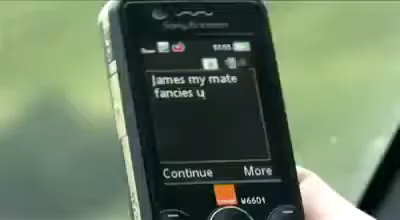 Sony Ericsson
James my mate
fancies u
Continue More
W660i